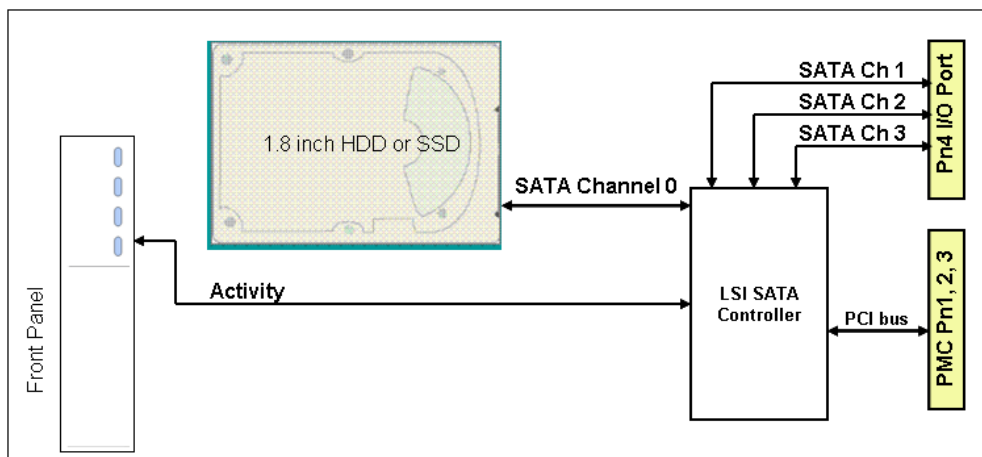 SATA Ch 1
SATA Ch 2
SATA Ch 3
Pn4 I/O Port
1.8 inch HDD or SSD
SATA Channel 0
Front Panel
Activity
LSI SATA
Controller
PCI bus
PMC Pn1, 2, 3